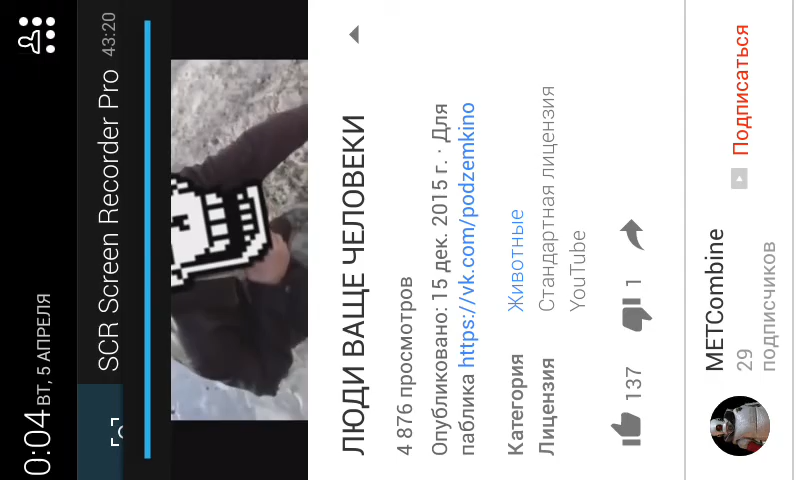 0:04 ВТ, 5 АПРЕЛЯ
SCR Screen Recorder Pro 43:20
ЛЮДИ ВАЩЕ ЧЕЛОВЕКИ
4 876 просмотров
Опубликовано: 15 дек. 2015 г. · Для
паблика https://vk.com/podzemkino
Категория Животные
Лицензия Стандартная лицензия
YouTube
137 1
METCombine
29
подписчиков
Подписаться